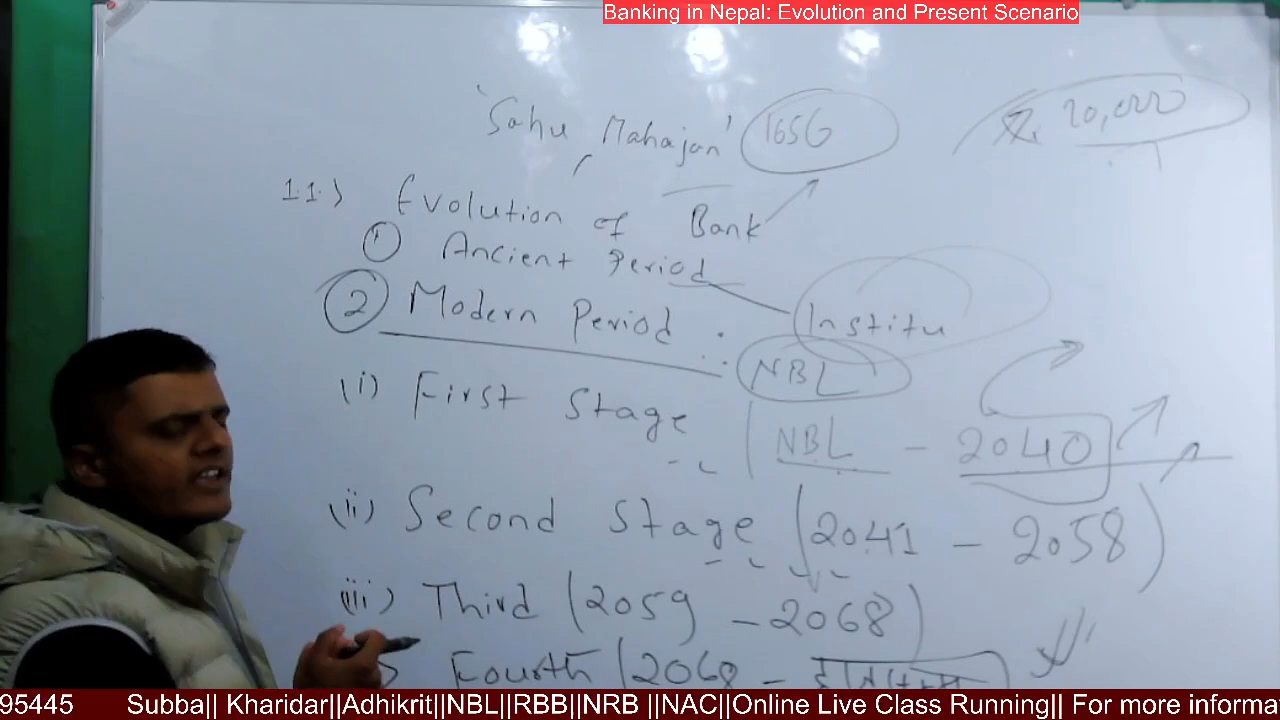 Banking in Nepal: Evolution and Present Scenario
'Sahu Mahajan' 1656
20,000
1.1.) Evolution of Bank
① Ancient Period
② Modern Period : Institu
NBL
(i) First Stage (NBL - 2040)
(ii) Second Stage (2041 - 2058)
(iii) Third (2059 - 2068)
Fourth (2068 -
95445 Subba|| Kharidar||Adhikrit||NBL||RBB||NRB ||NAC||Online Live Class Running|| For more informa